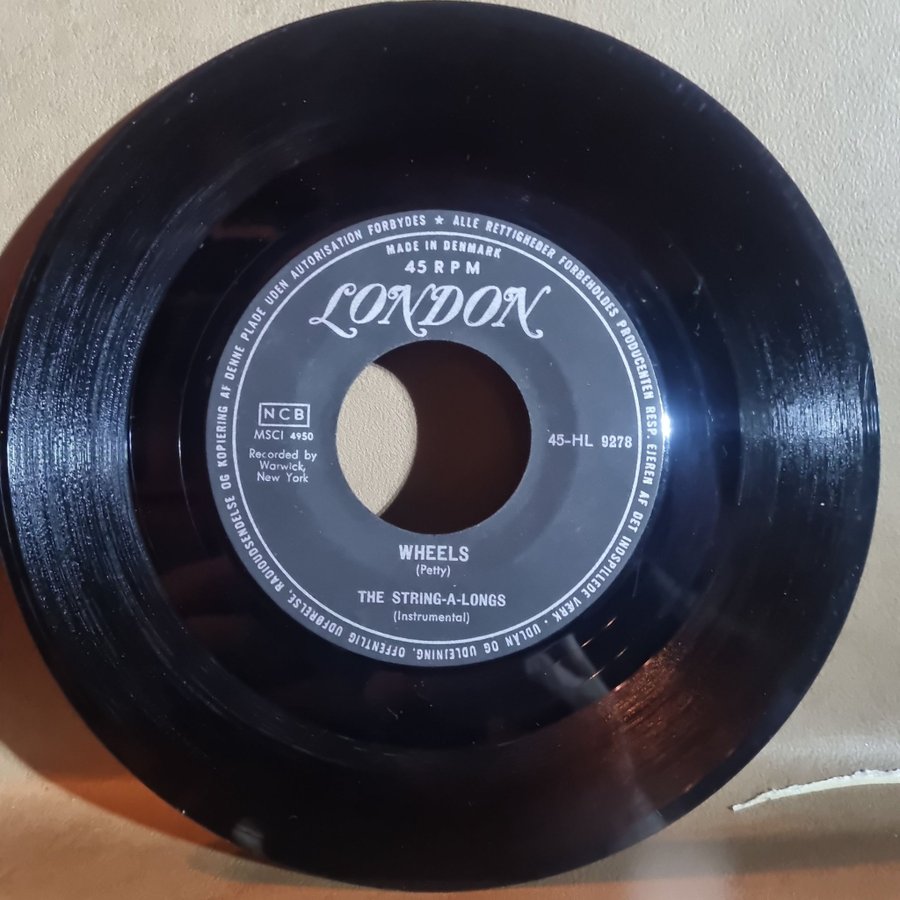 ALLE RETTIGHEDER FORBEHOLDES PRODUCENTEN RESP. EJEREN AF DET INDSPILLEDE VÆRK · UDLÅN OG UDLEJNING, OFFENTLIG UDFØRELSE, RADIOUDSENDELSE OG KOPIERING AF DENNE PLADE UDEN AUTORISATION FORBYDES ★
MADE IN DENMARK
45 RPM
LONDON
NCB
MSCI 4950
Recorded by
Warwick,
New York
45-HL 9278
WHEELS
(Petty)
THE STRING-A-LONGS
(Instrumental)